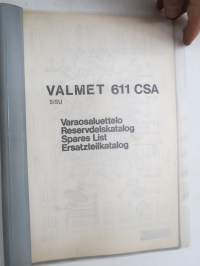 VALMET 611 CSA
SISU
Varaosaluettelo
Reservdelskatalog
Spares List
Ersatzteilkatalog